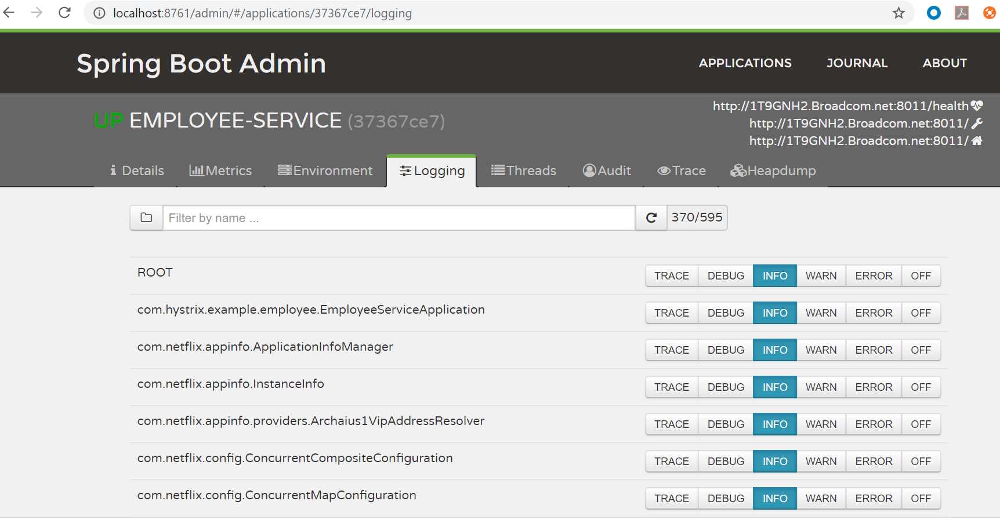 localhost:8761/admin/#/applications/37367ce7/logging
Spring Boot Admin
APPLICATIONS JOURNAL ABOUT
UP EMPLOYEE-SERVICE (37367ce7)
http://1T9GNH2.Broadcom.net:8011/health
http://1T9GNH2.Broadcom.net:8011/
http://1T9GNH2.Broadcom.net:8011/
Details Metrics Environment Logging Threads Audit Trace Heapdump
Filter by name ... 370/595
ROOT TRACE DEBUG INFO WARN ERROR OFF
com.hystrix.example.employee.EmployeeServiceApplication TRACE DEBUG INFO WARN ERROR OFF
com.netflix.appinfo.ApplicationInfoManager TRACE DEBUG INFO WARN ERROR OFF
com.netflix.appinfo.InstanceInfo TRACE DEBUG INFO WARN ERROR OFF
com.netflix.appinfo.providers.Archaius1VipAddressResolver TRACE DEBUG INFO WARN ERROR OFF
com.netflix.config.ConcurrentCompositeConfiguration TRACE DEBUG INFO WARN ERROR OFF
com.netflix.config.ConcurrentMapConfiguration TRACE DEBUG INFO WARN ERROR OFF